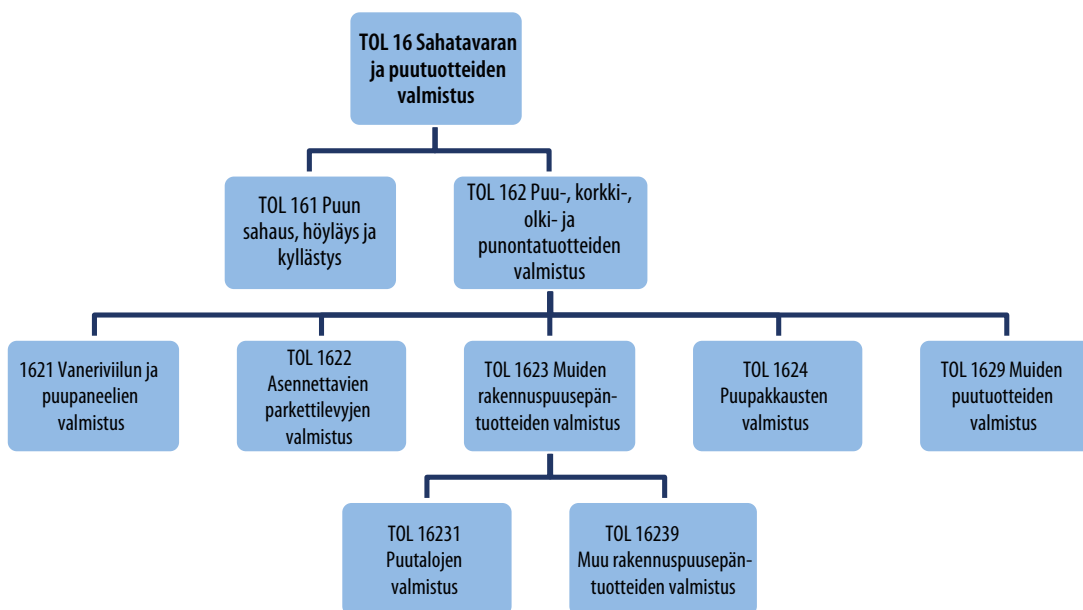 TOL 16 Sahatavaran
ja puutuotteiden
valmistus
TOL 161 Puun
sahaus, höyläys ja
kyllästys
TOL 162 Puu-, korkki-,
olki- ja
punontatuotteiden
valmistus
1621 Vaneriviilun ja
puupaneelien
valmistus
TOL 1622
Asennettavien
parkettilevyjen
valmistus
TOL 1623 Muiden
rakennuspuusepän-
tuotteiden valmistus
TOL 1624
Puupakkausten
valmistus
TOL 1629 Muiden
puutuotteiden
valmistus
TOL 16231
Puutalojen
valmistus
TOL 16239
Muu rakennuspuusepän-
tuotteiden valmistus